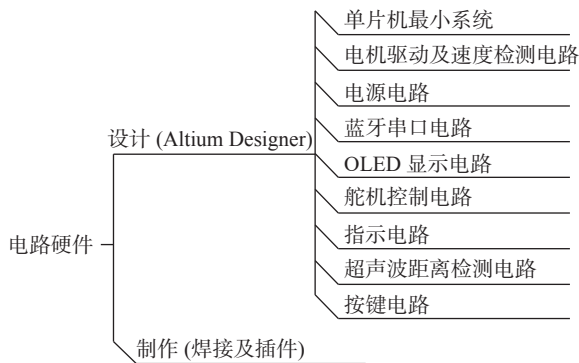 单片机最小系统
电机驱动及速度检测电路
电源电路
蓝牙串口电路
设计 (Altium Designer)
OLED 显示电路
舵机控制电路
电路硬件
指示电路
超声波距离检测电路
按键电路
制作 (焊接及插件)